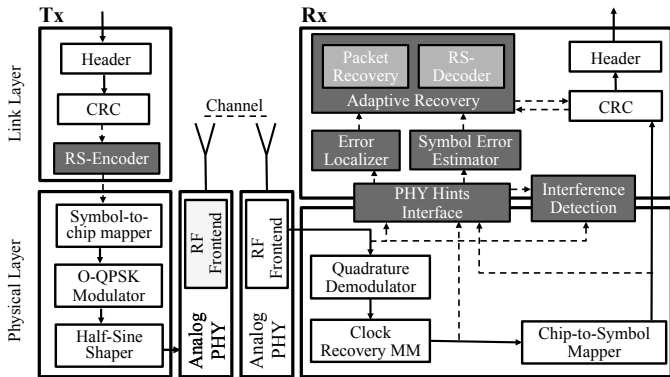 Tx
Rx
Link Layer
Header
CRC
RS-Encoder
Channel
Packet
Recovery
RS-
Decoder
Adaptive Recovery
Header
CRC
Error
Localizer
Symbol Error
Estimator
PHY Hints
Interface
Interference
Detection
Physical Layer
Symbol-to-
chip mapper
O-QPSK
Modulator
Half-Sine
Shaper
RF
Frontend
Analog
PHY
RF
Frontend
Analog
PHY
Quadrature
Demodulator
Clock
Recovery MM
Chip-to-Symbol
Mapper